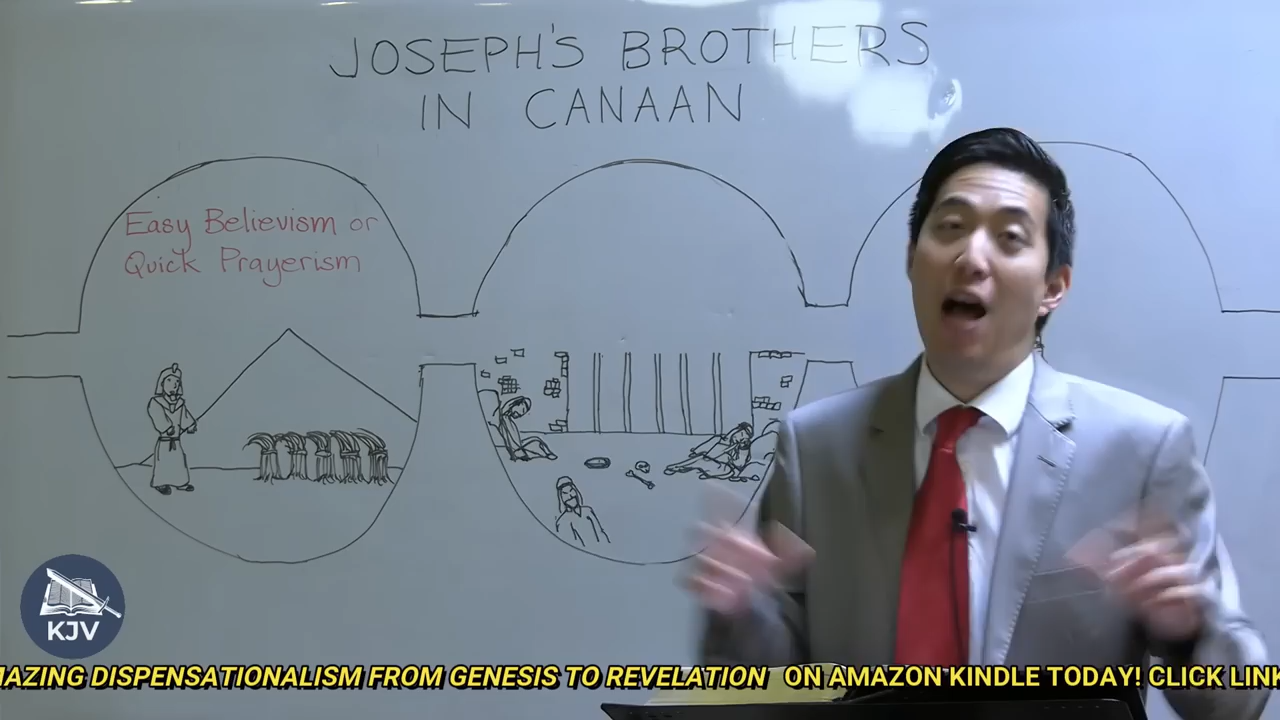 JOSEPH'S BROTHERS
IN CANAAN
Easy Believism or
Quick Prayerism
KJV
MAZING DISPENSATIONALISM FROM GENESIS TO REVELATION ON AMAZON KINDLE TODAY! CLICK LINK